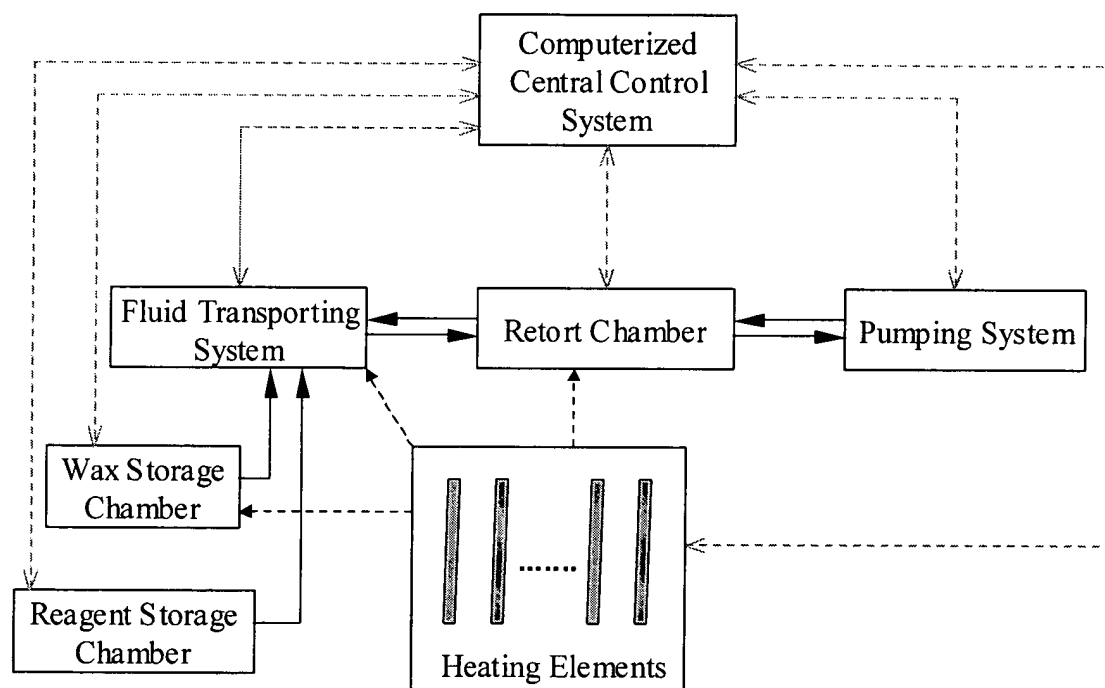 Computerized
Central Control
System
Fluid Transporting
System
Retort Chamber
Pumping System
Wax Storage
Chamber
Reagent Storage
Chamber
Heating Elements